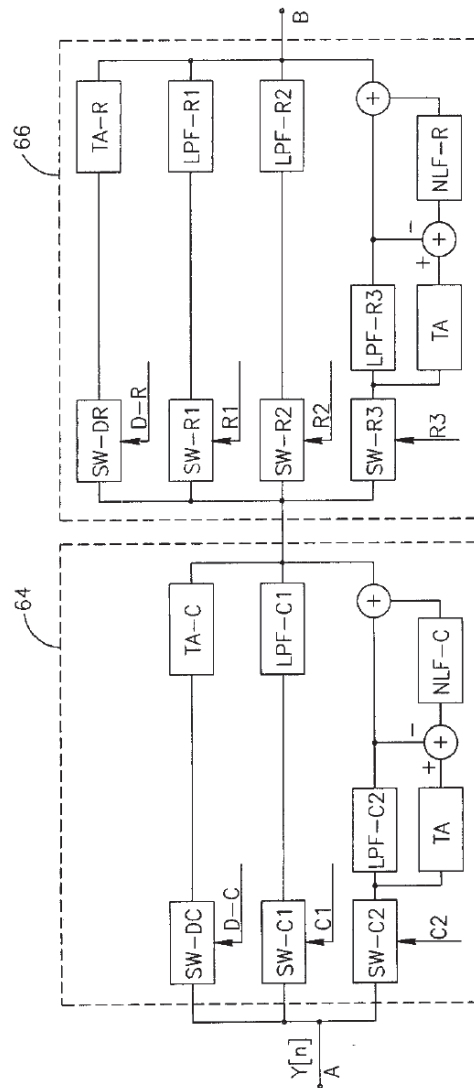 66
TA-R
LPF-R1
LPF-R2
B
SW-DR
D-R
SW-R1
R1
SW-R2
R2
LPF-R3
+
SW-R3
R3
TA
+
-
+
NLF-R
64
TA-C
LPF-C1
SW-DC
D-C
SW-C1
C1
LPF-C2
+
SW-C2
C2
TA
+
-
+
NLF-C
Y[n]
A